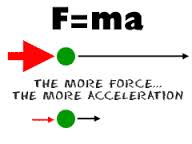 F=ma
THE MORE FORCE...
THE MORE ACCELERATION